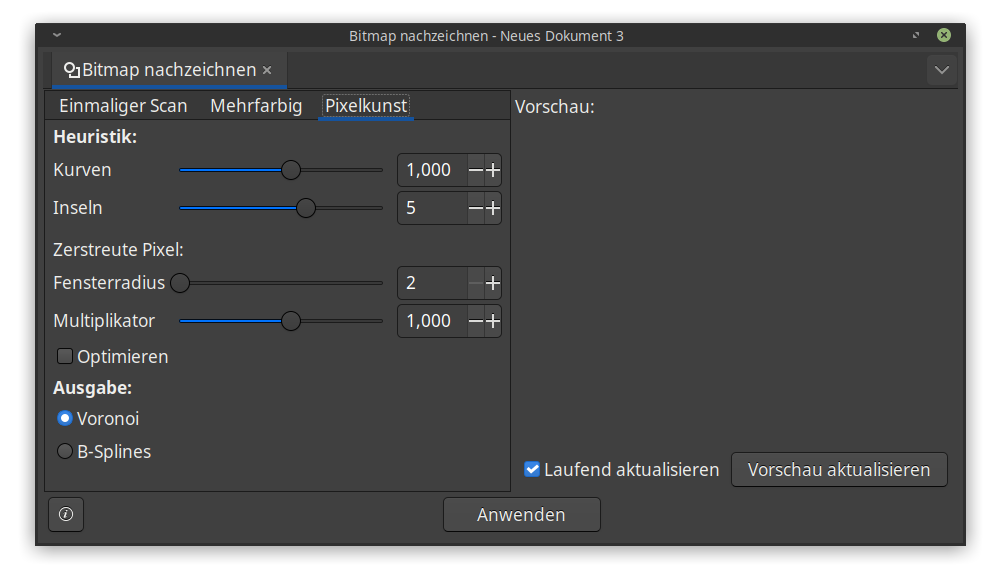 Bitmap nachzeichnen - Neues Dokument 3
Bitmap nachzeichnen
Einmaliger Scan Mehrfarbig Pixelkunst
Heuristik:
Kurven 1,000
Inseln 5
Zerstreute Pixel:
Fensterradius 2
Multiplikator 1,000
Optimieren
Ausgabe:
Voronoi
B-Splines
Vorschau:
Laufend aktualisieren Vorschau aktualisieren
Anwenden